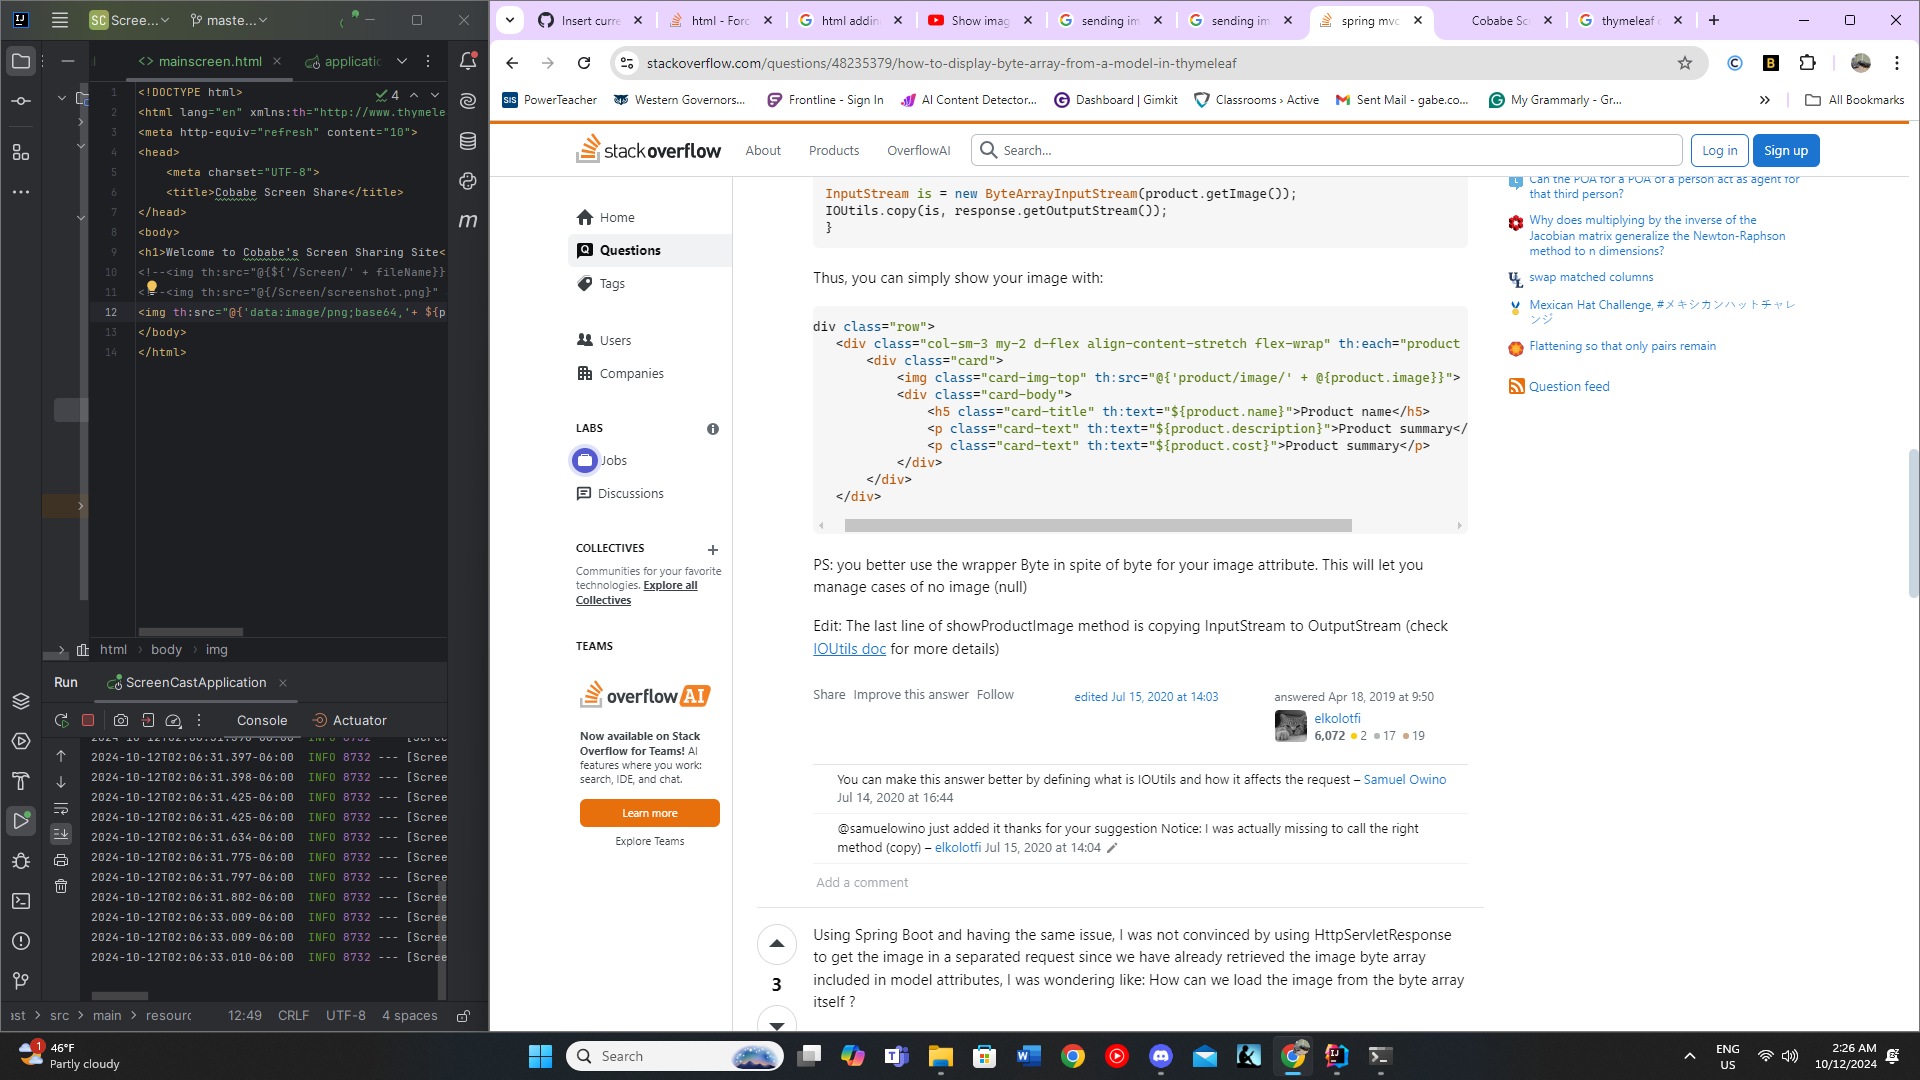 SC Scree...
maste...
Insert curre
html - Forc
html addin
Show imag
sending im
sending im
spring mvc
Cobabe Scr
thymeleaf c
stackoverflow.com/questions/48235379/how-to-display-byte-array-from-a-model-in-thymeleaf
SIS PowerTeacher
Western Governors...
Frontline - Sign In
AI Content Detector...
Dashboard | Gimkit
Classrooms › Active
Sent Mail - gabe.co...
My Grammarly - Gr...
All Bookmarks
mainscreen.html
applicatic
4
1 <!DOCTYPE html>
2 <html lang="en" xmlns:th="http://www.thymele
3 <meta http-equiv="refresh" content="10">
4 <head>
5 <meta charset="UTF-8">
6 <title>Cobabe Screen Share</title>
7 </head>
8 <body>
9 <h1>Welcome to Cobabe's Screen Sharing Site<
10 <!--<img th:src="@{${'/Screen/' + fileName}}
11 <!--<img th:src="@{/Screen/screenshot.png}"
12 <img th:src="@{'data:image/png;base64,'+ ${p
13 </body>
14 </html>
html › body › img
Run
ScreenCastApplication
Console
Actuator
2024-10-12T02:06:31.396-06:00 INFO 8732 --- [Scree
2024-10-12T02:06:31.397-06:00 INFO 8732 --- [Scree
2024-10-12T02:06:31.398-06:00 INFO 8732 --- [Scree
2024-10-12T02:06:31.425-06:00 INFO 8732 --- [Scree
2024-10-12T02:06:31.425-06:00 INFO 8732 --- [Scree
2024-10-12T02:06:31.634-06:00 INFO 8732 --- [Scree
2024-10-12T02:06:31.775-06:00 INFO 8732 --- [Scree
2024-10-12T02:06:31.797-06:00 INFO 8732 --- [Scree
2024-10-12T02:06:31.802-06:00 INFO 8732 --- [Scree
2024-10-12T02:06:33.009-06:00 INFO 8732 --- [Scree
2024-10-12T02:06:33.009-06:00 INFO 8732 --- [Scree
2024-10-12T02:06:33.010-06:00 INFO 8732 --- [Scree
ast › src › main › resourc
12:49 CRLF UTF-8 4 spaces
stackoverflow
About
Products
OverflowAI
Search...
Log in
Sign up
Home
Questions
Tags
Users
Companies
LABS
Jobs
Discussions
COLLECTIVES
Communities for your favorite
technologies. Explore all
Collectives
TEAMS
overflow AI
Now available on Stack
Overflow for Teams! AI
features where you work:
search, IDE, and chat.
Learn more
Explore Teams
InputStream is = new ByteArrayInputStream(product.getImage());
IOUtils.copy(is, response.getOutputStream());
}
Thus, you can simply show your image with:
div class="row">
<div class="col-sm-3 my-2 d-flex align-content-stretch flex-wrap" th:each="product
<div class="card">
<img class="card-img-top" th:src="@{'product/image/' + @{product.image}}">
<div class="card-body">
<h5 class="card-title" th:text="${product.name}">Product name</h5>
<p class="card-text" th:text="${product.description}">Product summary</
<p class="card-text" th:text="${product.cost}">Product summary</p>
</div>
</div>
</div>
PS: you better use the wrapper Byte in spite of byte for your image attribute. This will let you
manage cases of no image (null)
Edit: The last line of showProductImage method is copying InputStream to OutputStream (check
IOUtils doc for more details)
Share Improve this answer Follow
edited Jul 15, 2020 at 14:03
answered Apr 18, 2019 at 9:50
elkolotfi
6,072 2 17 19
You can make this answer better by defining what is IOUtils and how it affects the request – Samuel Owino
Jul 14, 2020 at 16:44
@samuelowino just added it thanks for your suggestion Notice: I was actually missing to call the right
method (copy) – elkolotfi Jul 15, 2020 at 14:04
Add a comment
3
Using Spring Boot and having the same issue, I was not convinced by using HttpServletResponse
to get the image in a separated request since we have already retrieved the image byte array
included in model attributes, I was wondering like: How can we load the image from the byte array
itself ?
Can the POA for a POA of a person act as agent for
that third person?
Why does multiplying by the inverse of the
Jacobian matrix generalize the Newton-Raphson
method to n dimensions?
swap matched columns
Mexican Hat Challenge, #メキシカンハットチャレ
ンジ
Flattening so that only pairs remain
Question feed
1
46°F
Partly cloudy
Search
ENG
US
2:26 AM
10/12/2024